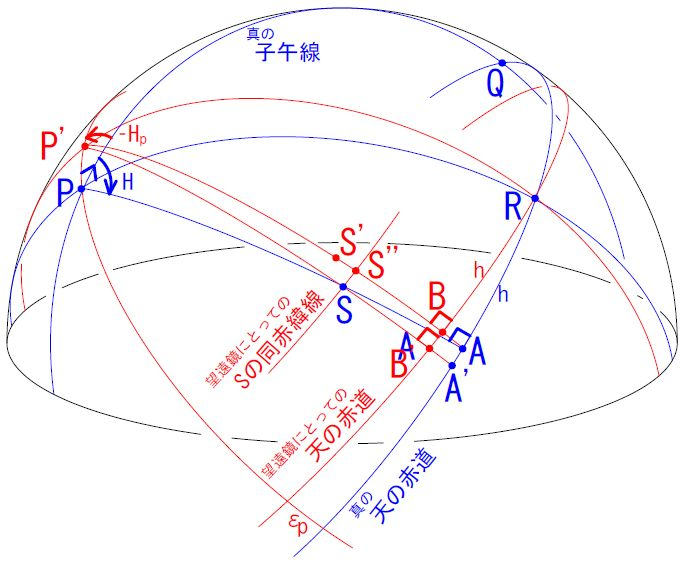 真の
子午線
Q
P'
-Hp
P
H
R
S'
S''
h
h
S
B
A
A
B'
A'
望遠鏡にとっての
Sの同赤緯線
望遠鏡にとっての
天の赤道
真の
天の赤道
εp